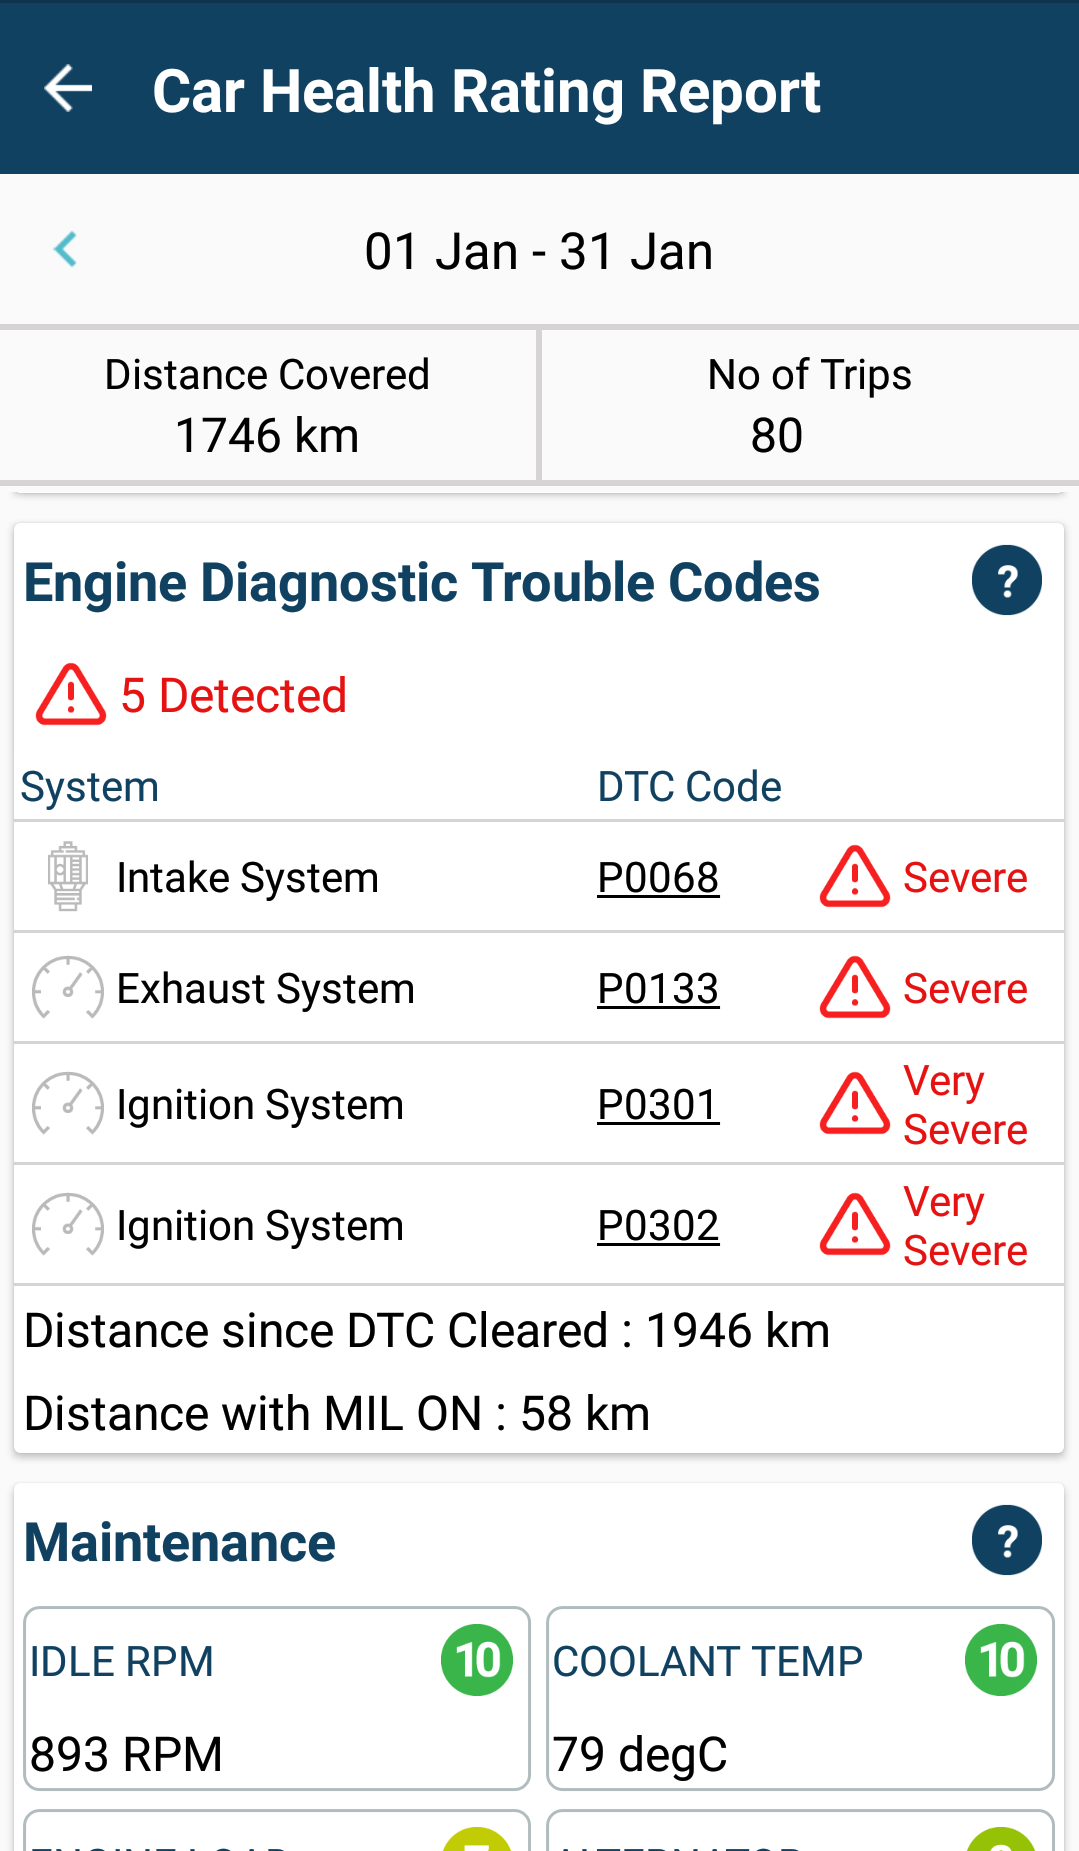 Car Health Rating Report
01 Jan - 31 Jan
Distance Covered
1746 km
No of Trips
80
Engine Diagnostic Trouble Codes
?
5 Detected
System DTC Code
Intake System P0068 Severe
Exhaust System P0133 Severe
Ignition System P0301 Very Severe
Ignition System P0302 Very Severe
Distance since DTC Cleared : 1946 km
Distance with MIL ON : 58 km
Maintenance
?
IDLE RPM 10
893 RPM
COOLANT TEMP 10
79 degC